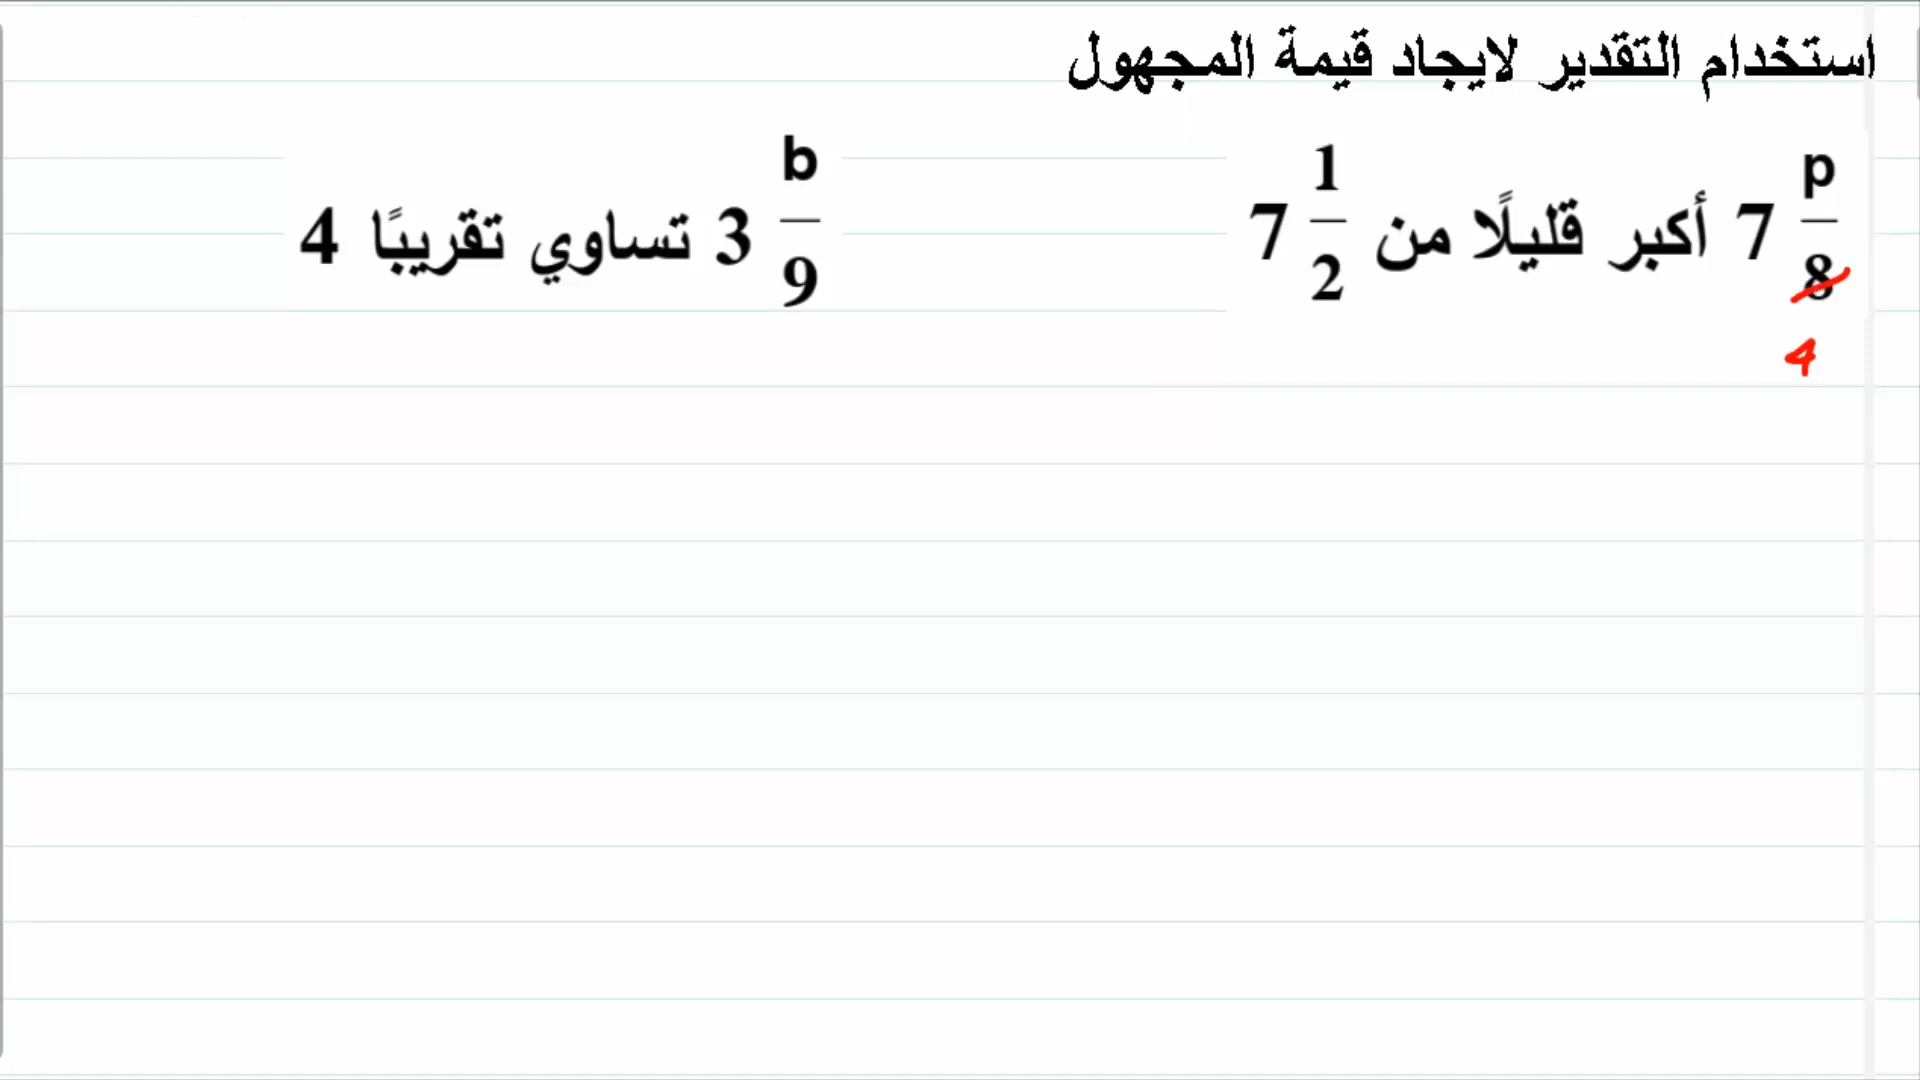 استخدام التقدير لايجاد قيمة المجهول
7 p/8 أكبر قليلًا من 7 1/2
4
3 b/9 تساوي تقريبًا 4